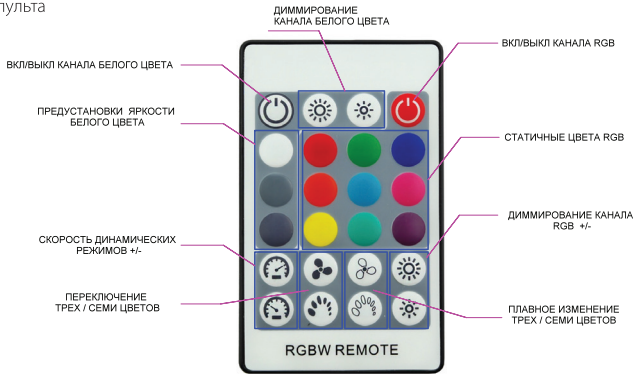 пульта
ДИММИРОВАНИЕ
КАНАЛА БЕЛОГО ЦВЕТА
ВКЛ/ВЫКЛ КАНАЛА RGB
ВКЛ/ВЫКЛ КАНАЛА БЕЛОГО ЦВЕТА
ПРЕДУСТАНОВКИ ЯРКОСТИ
БЕЛОГО ЦВЕТА
СТАТИЧНЫЕ ЦВЕТА RGB
ДИММИРОВАНИЕ КАНАЛА
RGB +/-
СКОРОСТЬ ДИНАМИЧЕСКИХ
РЕЖИМОВ +/-
ПЕРЕКЛЮЧЕНИЕ
ТРЕХ / СЕМИ ЦВЕТОВ
ПЛАВНОЕ ИЗМЕНЕНИЕ
ТРЕХ / СЕМИ ЦВЕТОВ
RGBW REMOTE